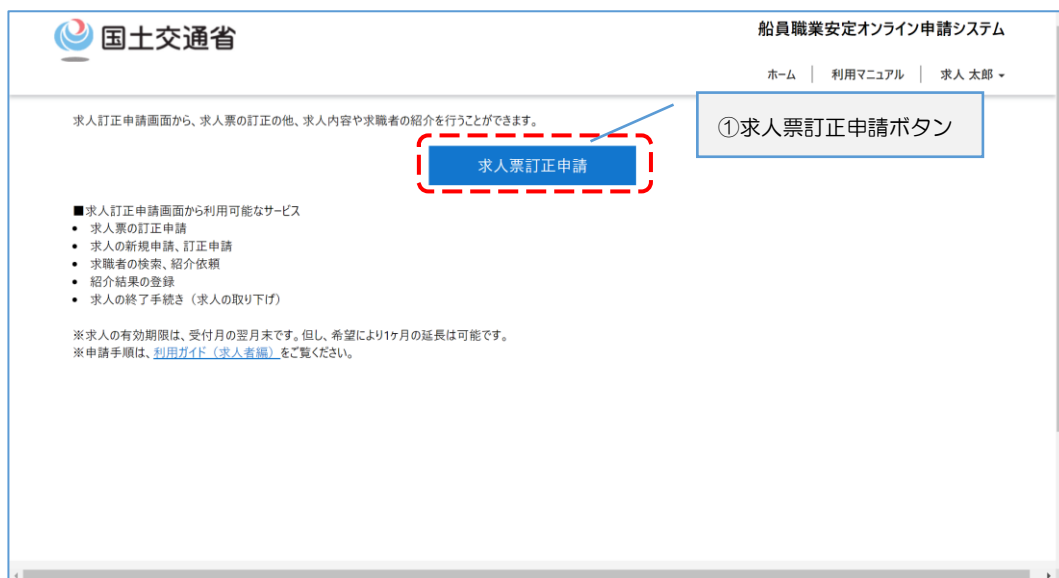 国土交通省
船員職業安定オンライン申請システム
ホーム │ 利用マニュアル │ 求人 太郎
求人訂正申請画面から、求人票の訂正の他、求人内容や求職者の紹介を行うことができます。
①求人票訂正申請ボタン
求人票訂正申請
■求人訂正申請画面から利用可能なサービス
• 求人票の訂正申請
• 求人の新規申請、訂正申請
• 求職者の検索、紹介依頼
• 紹介結果の登録
• 求人の終了手続き（求人の取り下げ）
※求人の有効期限は、受付月の翌月末です。但し、希望により1ヶ月の延長は可能です。
※申請手順は、利用ガイド（求人者編）をご覧ください。